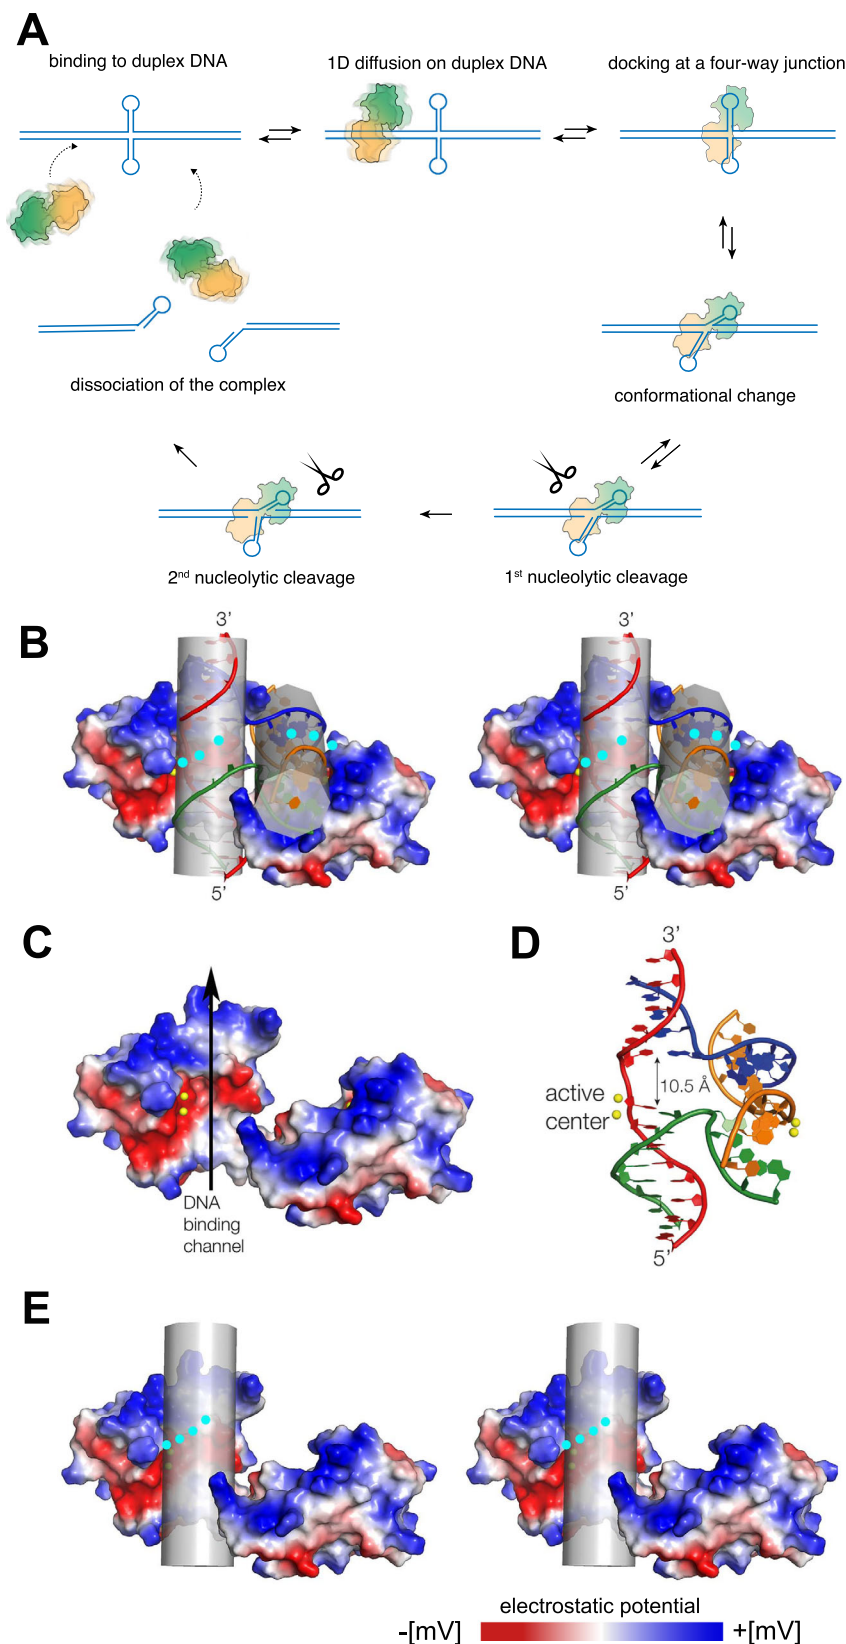 A
binding to duplex DNA
1D diffusion on duplex DNA
docking at a four-way junction
conformational change
dissociation of the complex
2nd nucleolytic cleavage
1st nucleolytic cleavage
B
3’
3’
5’
5’
C
DNA
binding
channel
D
3’
10.5 Å
active
center
5’
E
electrostatic potential
-[mV]
+[mV]